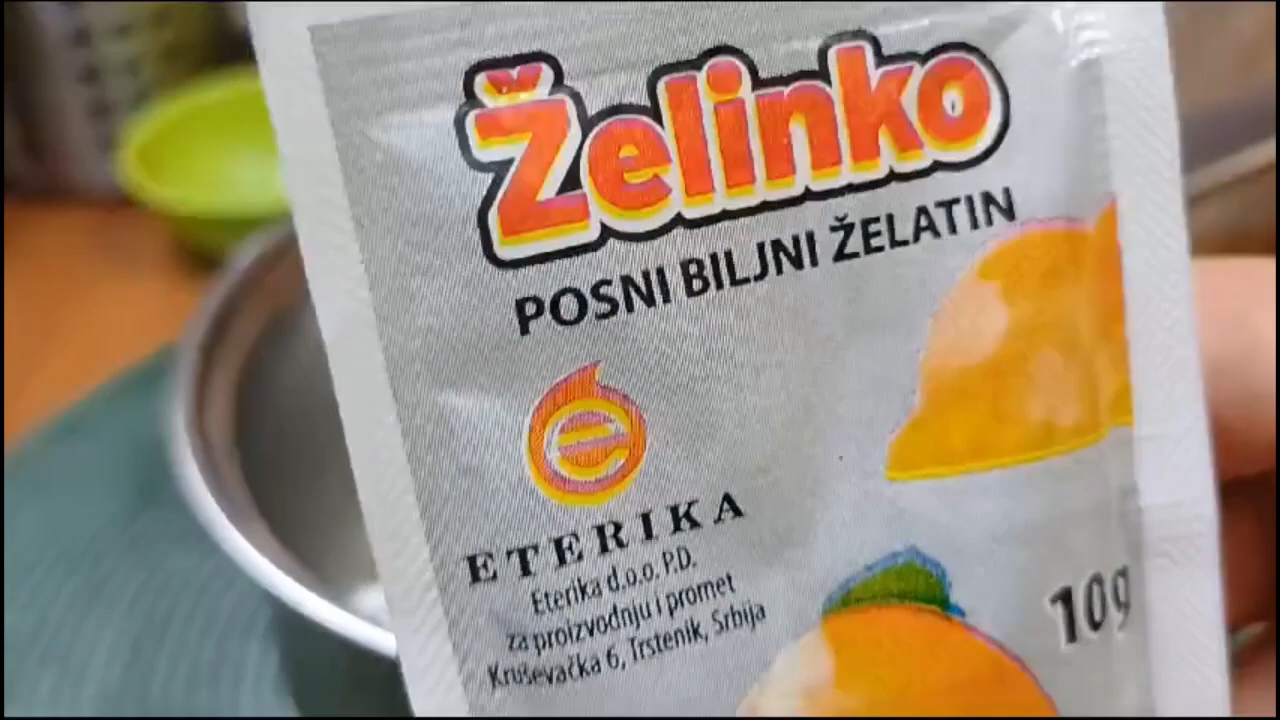 Želinko
POSNI BILJNI ŽELATIN
e
ETERIKA
Eterika d.o.o. P.D.
za proizvodnju i promet
Kruševačka 6, Trstenik, Srbija
10g